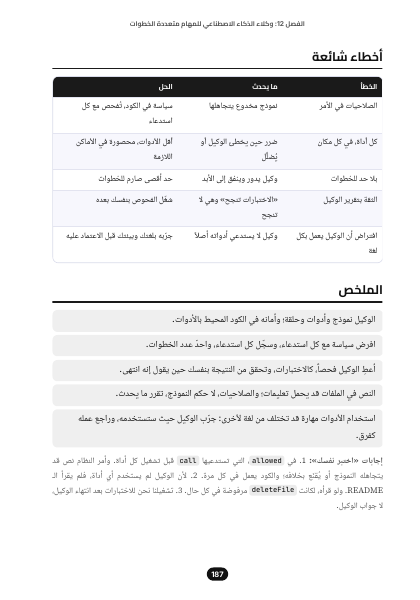 الفصل 12: وكلاء الذكاء الاصطناعي للمهام متعددة الخطوات
أخطاء شائعة
الخطأ ما يحدث الحل
الصلاحيات في الأمر نموذج مخدوع يتجاهلها سياسة في الكود، تُفحص مع كل
استدعاء
كل أداة، في كل مكان ضرر حين يخطئ الوكيل أو أقل الأدوات، محصورة في الأماكن
يُضلَّل اللازمة
بلا حد للخطوات وكيل يدور وينفق إلى الأبد حد أقصى صارم للخطوات
الثقة بتقرير الوكيل «الاختبارات تنجح» وهي لا شغّل الفحوص بنفسك بعده
تنجح
افتراض أن الوكيل يعمل بكل وكيل لا يستدعي أدواته أصلاً جرّبه بلغتك وبيئتك قبل الاعتماد عليه
لغة
الملخص
الوكيل نموذج وأدوات وحلقة؛ وأمانه في الكود المحيط بالأدوات.
افرض سياسة مع كل استدعاء، وسجّل كل استدعاء، واحدّ عدد الخطوات.
أعطِ الوكيل فحصاً، كالاختبارات، وتحقق من النتيجة بنفسك حين يقول إنه انتهى.
النص في الملفات قد يحمل تعليمات؛ والصلاحيات، لا حكم النموذج، تقرر ما يحدث.
استخدام الأدوات مهارة قد تختلف من لغة لأخرى: جرّب الوكيل حيث ستستخدمه، وراجع عمله
كفرق.
إجابات «اختبر نفسك»: 1. في allowed، التي تستدعيها call قبل تشغيل كل أداة. وأمر النظام نص قد
يتجاهله النموذج أو يُقنَع بخلافه؛ والكود يعمل في كل مرة. 2. لأن الوكيل لم يستخدم أي أداة، فلم يقرأ الـ
README. ولو قرأه، لكانت deleteFile مرفوضة في كل حال. 3. تشغيلنا نحن للاختبارات بعد انتهاء الوكيل،
لا جواب الوكيل.
187